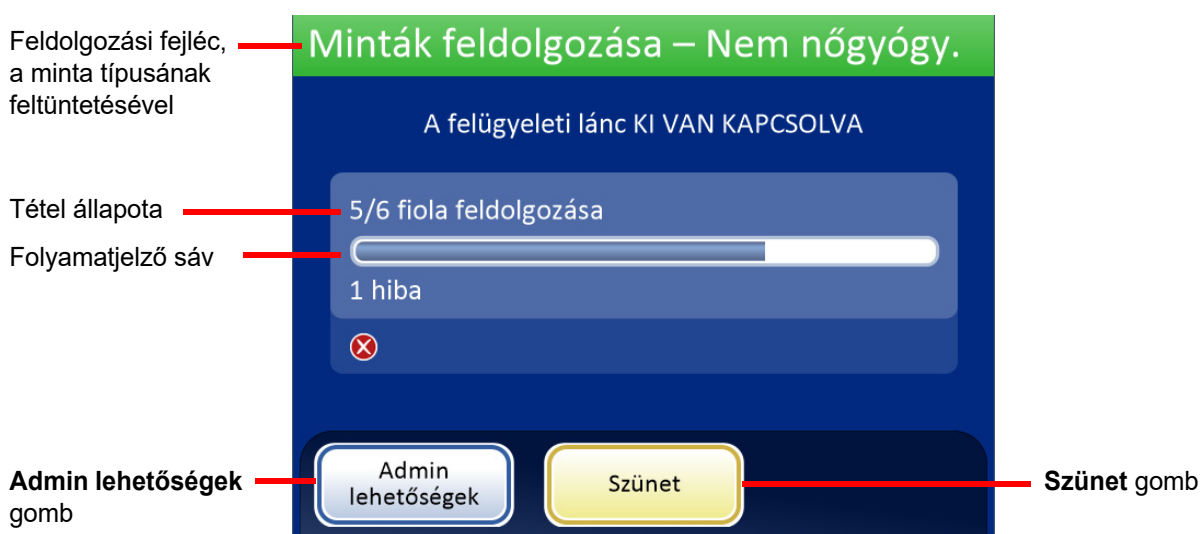 Feldolgozási fejléc,
a minta típusának
feltüntetésével
Minták feldolgozása – Nem nőgyógy.
A felügyeleti lánc KI VAN KAPCSOLVA
Tétel állapota
5/6 fiola feldolgozása
Folyamatjelző sáv
1 hiba
Admin lehetőségek
gomb
Admin
lehetőségek
Szünet
Szünet gomb